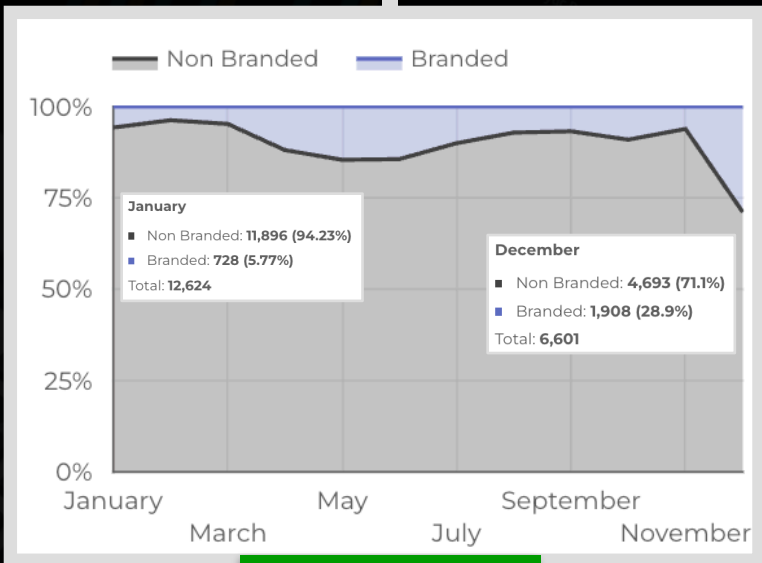 Non Branded
Branded
100%
75%
50%
25%
0%
January
Non Branded: 11,896 (94.23%)
Branded: 728 (5.77%)
Total: 12,624
December
Non Branded: 4,693 (71.1%)
Branded: 1,908 (28.9%)
Total: 6,601
January
March
May
July
September
November